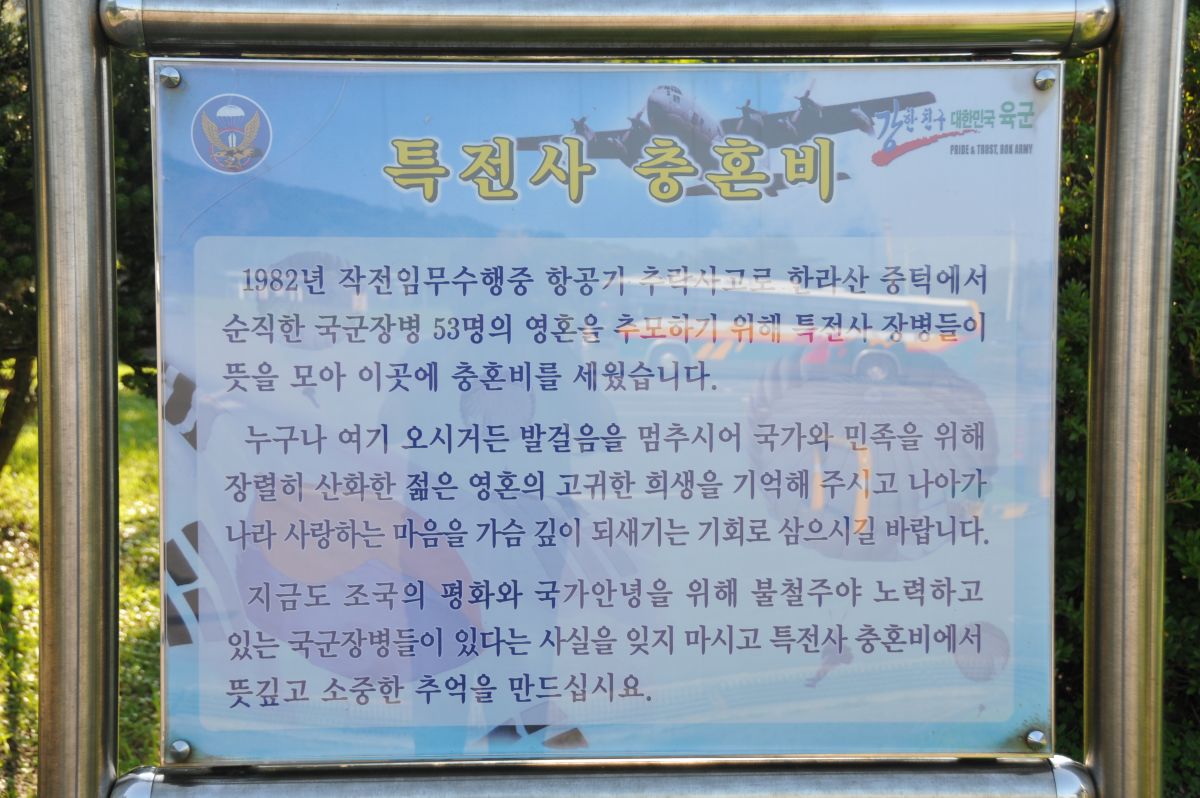 강한 친구 대한민국 육군
PRIDE & TRUST, ROK ARMY
특전사 충혼비
1982년 작전임무수행중 항공기 추락사고로 한라산 중턱에서
순직한 국군장병 53명의 영혼을 추모하기 위해 특전사 장병들이
뜻을 모아 이곳에 충혼비를 세웠습니다.
누구나 여기 오시거든 발걸음을 멈추시어 국가와 민족을 위해
장렬히 산화한 젊은 영혼의 고귀한 희생을 기억해 주시고 나아가
나라 사랑하는 마음을 가슴 깊이 되새기는 기회로 삼으시길 바랍니다.
지금도 조국의 평화와 국가안녕을 위해 불철주야 노력하고
있는 국군장병들이 있다는 사실을 잊지 마시고 특전사 충혼비에서
뜻깊고 소중한 추억을 만드십시요.